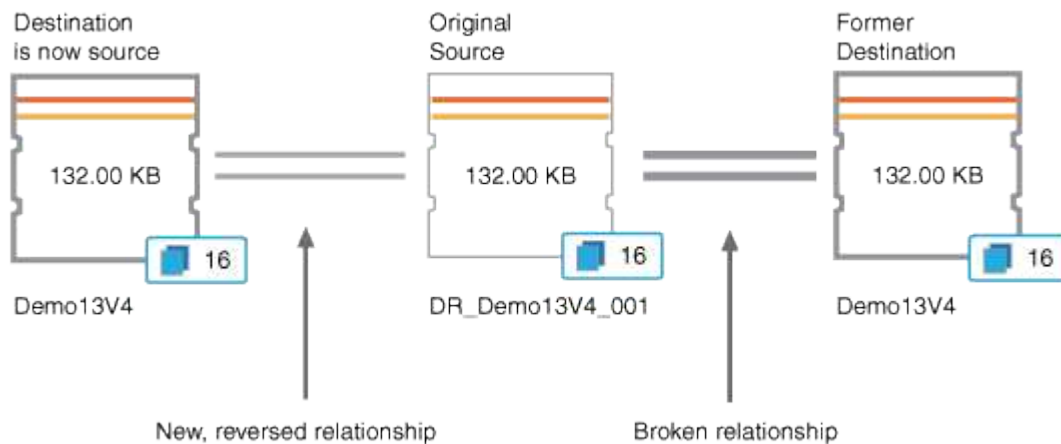 Destination
is now source
Original
Source
Former
Destination
132.00 KB
132.00 KB
132.00 KB
16
16
16
Demo13V4
DR_Demo13V4_001
Demo13V4
New, reversed relationship
Broken relationship